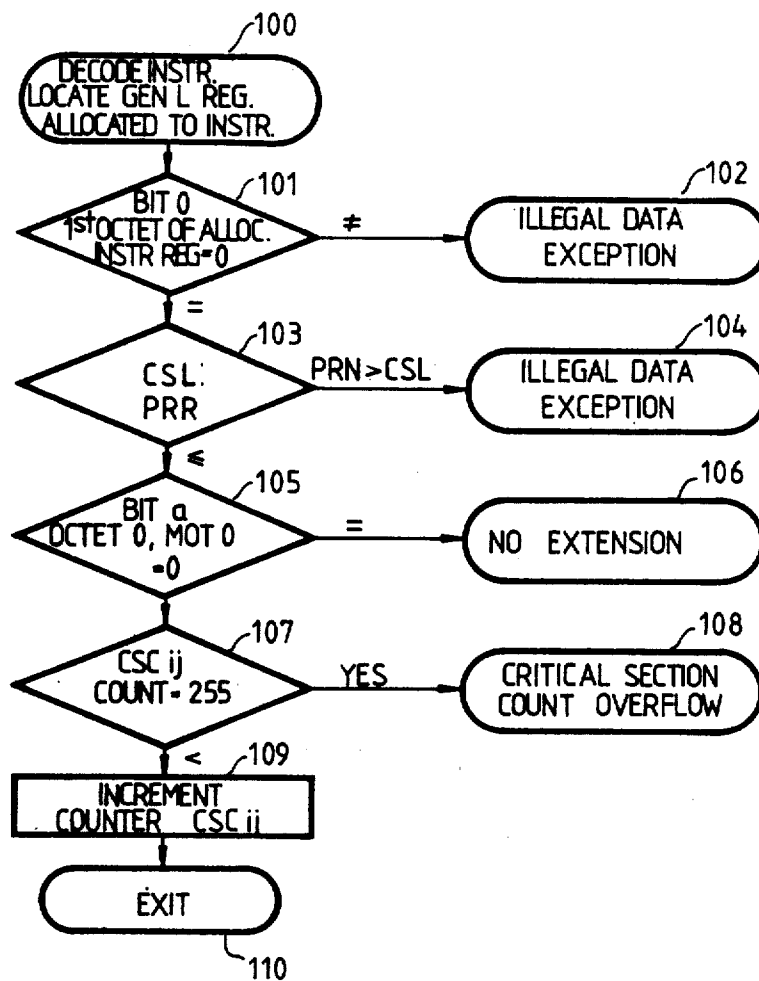 100
DECODE INSTR.
LOCATE GEN L REG.
ALLOCATED TO INSTR.
101
BIT 0
1st OCTET OF ALLOC.
INSTR REG=0
≠
102
ILLEGAL DATA
EXCEPTION
=
103
CSL:
PRR
PRN>CSL
104
ILLEGAL DATA
EXCEPTION
≤
105
BIT a
OCTET 0, MOT 0
=0
=
106
NO EXTENSION
107
CSC ij
COUNT = 255
YES
108
CRITICAL SECTION
COUNT OVERFLOW
<
109
INCREMENT
COUNTER CSC ij
EXIT
110